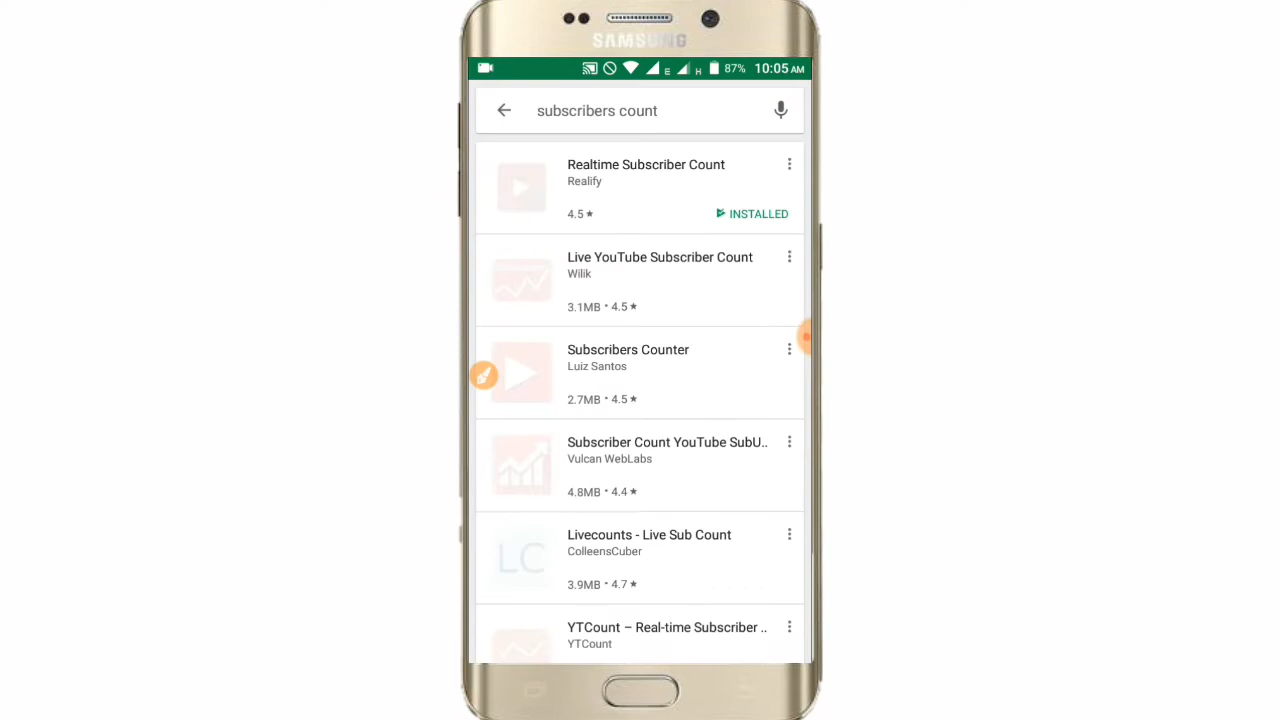 SAMSUNG
E H 87% 10:05 AM
subscribers count
Realtime Subscriber Count
Realify
4.5★ INSTALLED
Live YouTube Subscriber Count
Wilik
3.1MB • 4.5★
Subscribers Counter
Luiz Santos
2.7MB • 4.5★
Subscriber Count YouTube SubU..
Vulcan WebLabs
4.8MB • 4.4★
LC
Livecounts - Live Sub Count
ColleensCuber
3.9MB • 4.7★
YTCount – Real-time Subscriber ..
YTCount